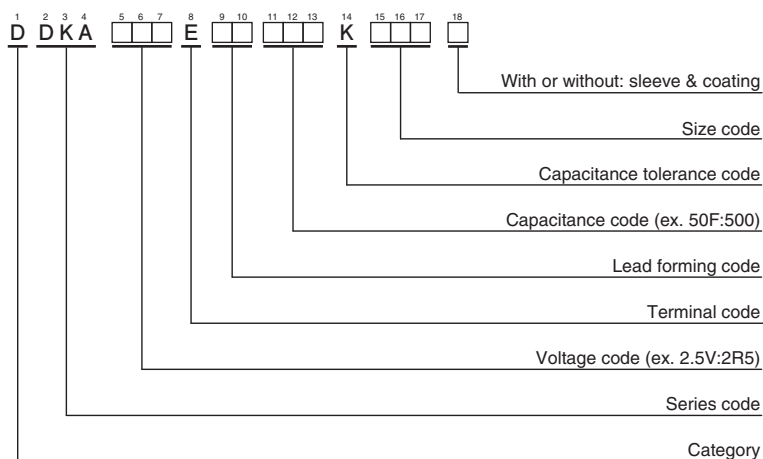 1 2 3 4 5 6 7 8 9 10 11 12 13 14 15 16 17 18
D D K A E K
With or without: sleeve & coating
Size code
Capacitance tolerance code
Capacitance code (ex. 50F:500)
Lead forming code
Terminal code
Voltage code (ex. 2.5V:2R5)
Series code
Category